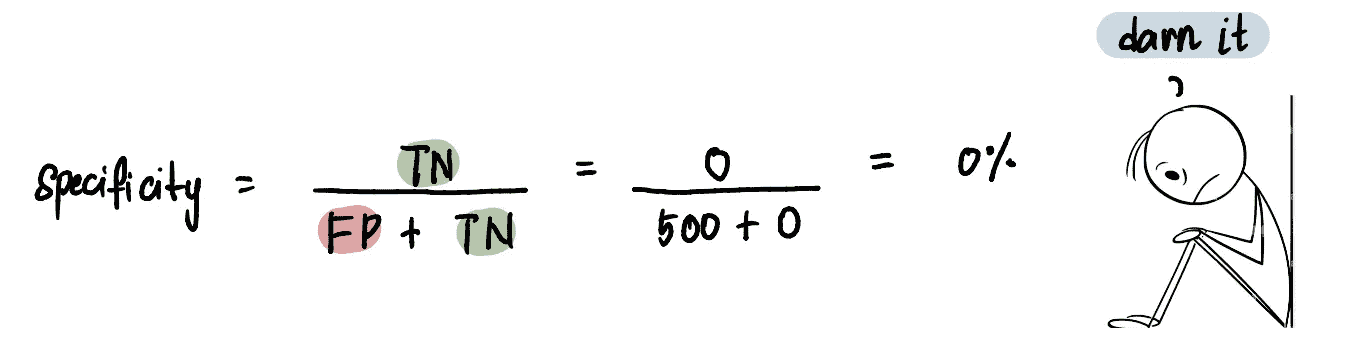 darn it
specificity = TN / FP + TN = 0 / 500 + 0 = 0%